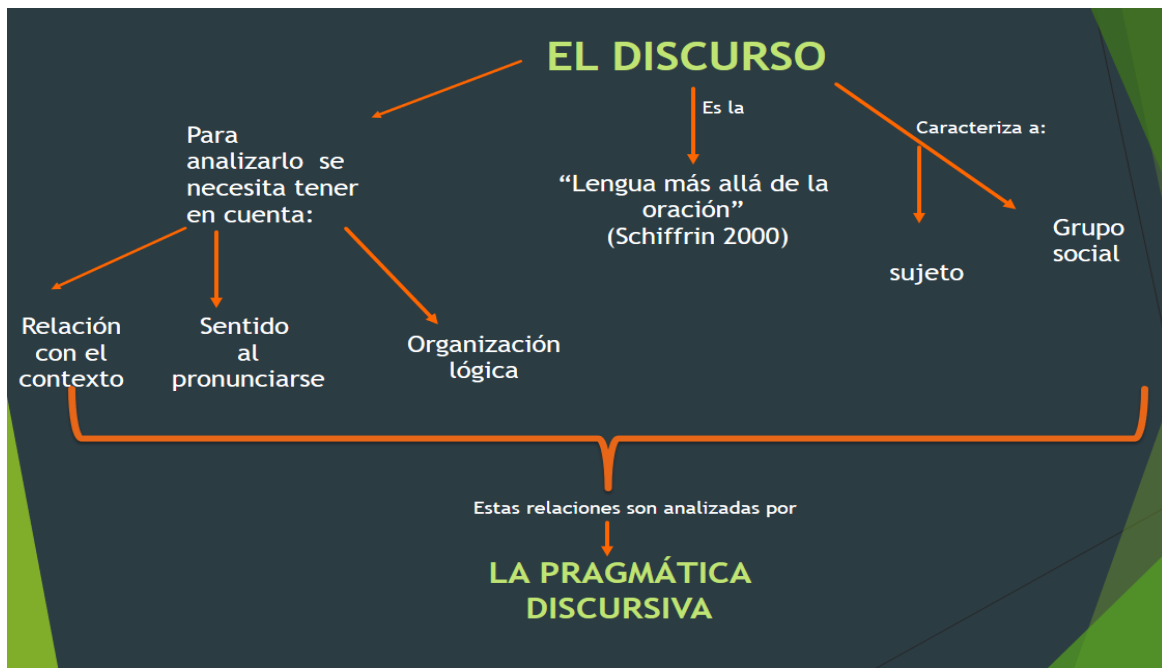 EL DISCURSO
Es la
Caracteriza a:
Para
analizarlo se
necesita tener
en cuenta:
“Lengua más allá de la
oración”
(Schiffrin 2000)
sujeto
Grupo
social
Relación
con el
contexto
Sentido
al
pronunciarse
Organización
lógica
Estas relaciones son analizadas por
LA PRAGMÁTICA
DISCURSIVA